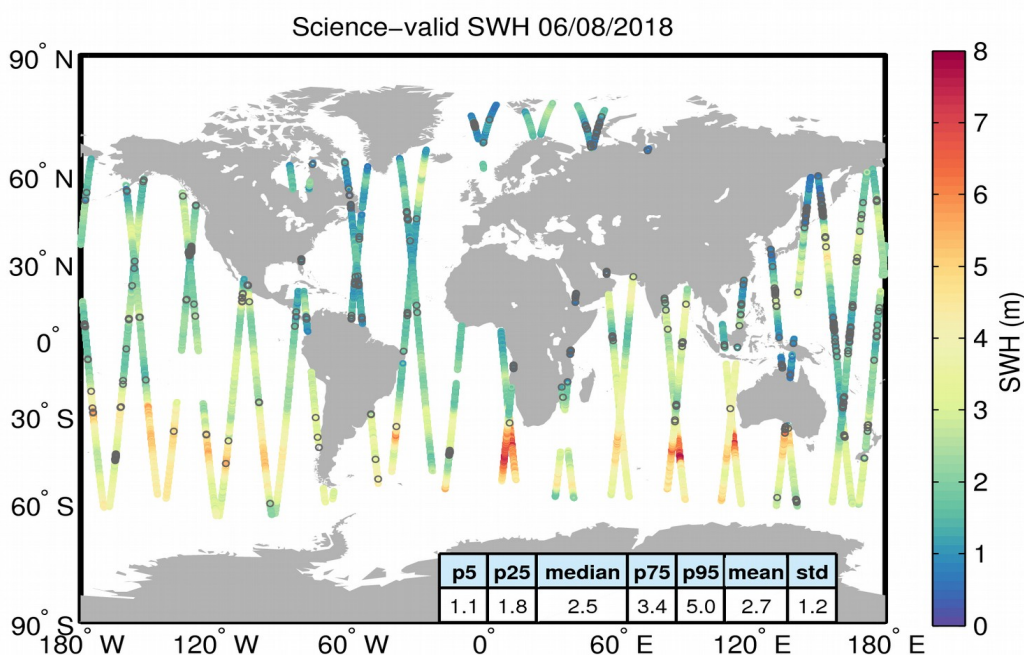 Science−valid SWH 06/08/2018
90° N
60° N
30° N
0°
30° S
60° S
90° S
180° W
120° W
60° W
0°
60° E
120° E
180° E
p5 p25 median p75 p95 mean std
1.1 1.8 2.5 3.4 5.0 2.7 1.2
8
7
6
5
4
3
2
1
0
SWH (m)